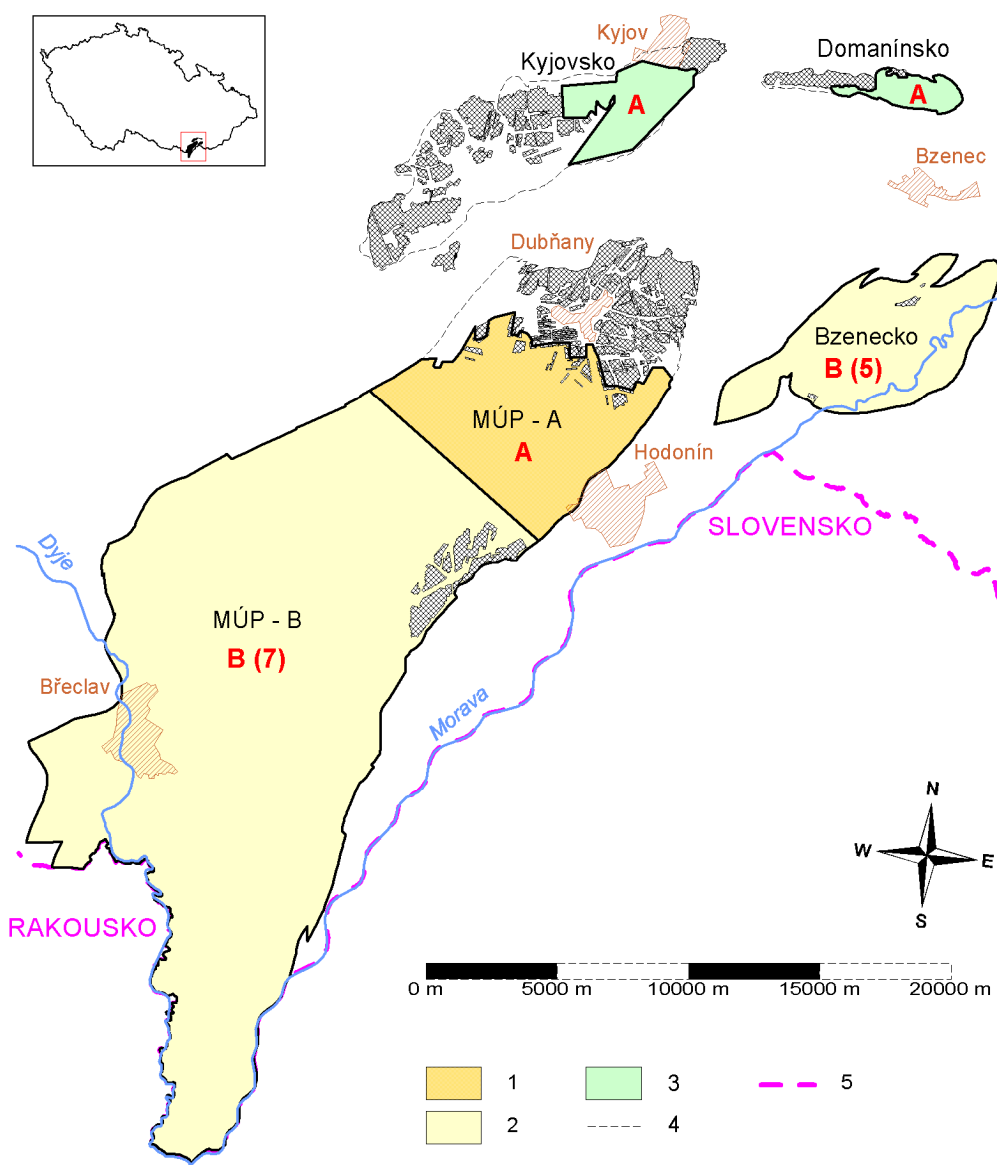 Kyjov
Kyjovsko
A
Domanínsko
A
Bzenec
Dubňany
Bzenecko
B (5)
MÚP - A
A
Hodonín
SLOVENSKO
Dyje
MÚP - B
B (7)
Břeclav
Morava
N
W
E
S
RAKOUSKO
0 m
5000 m
10000 m
15000 m
20000 m
1
3
5
2
4